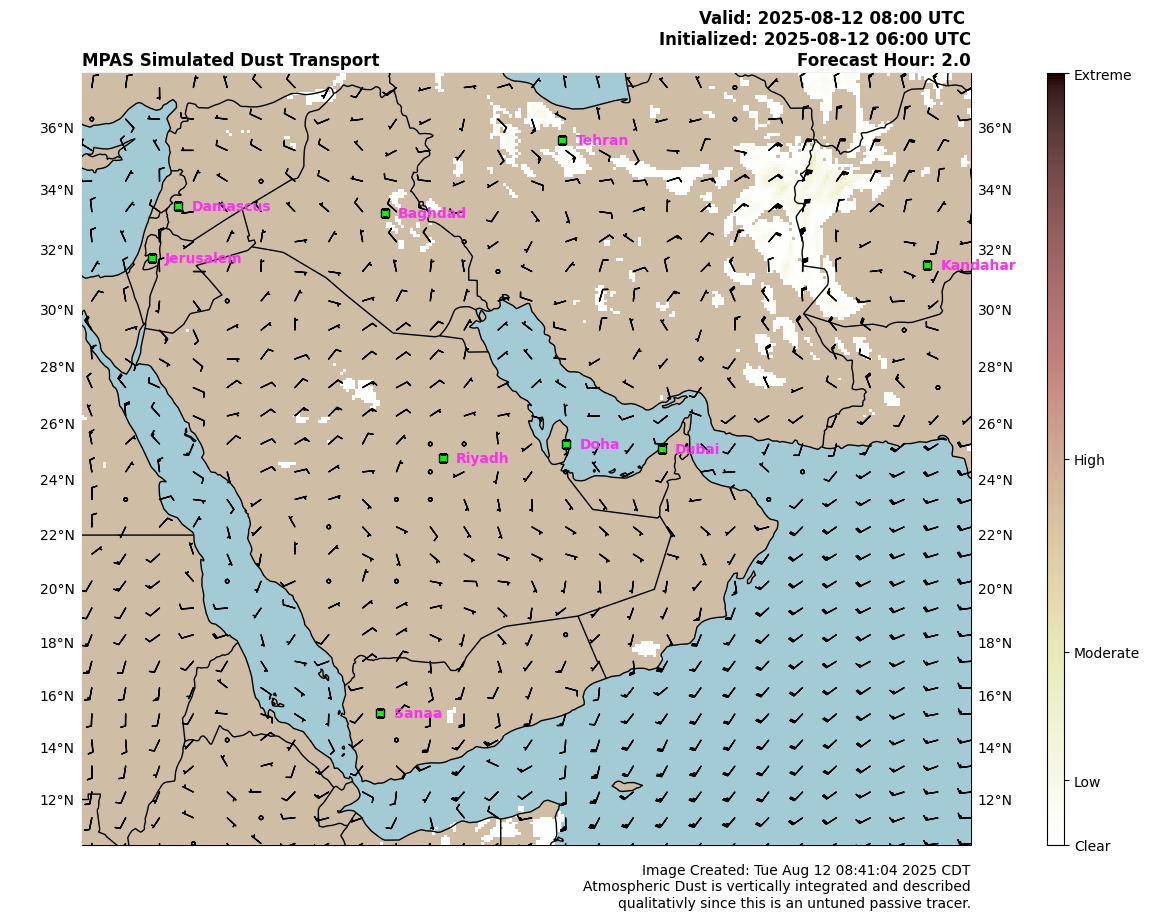 Valid: 2025-08-12 08:00 UTC
Initialized: 2025-08-12 06:00 UTC
MPAS Simulated Dust Transport
Forecast Hour: 2.0
Extreme
36°N
36°N
Tehran
34°N
34°N
Damascus
Baghdad
32°N
32°N
Jerusalem
Kandahar
30°N
30°N
28°N
28°N
26°N
26°N
Doha
Dubai
Riyadh
High
24°N
24°N
22°N
22°N
20°N
20°N
18°N
18°N
Moderate
16°N
16°N
Sanaa
14°N
14°N
Low
12°N
12°N
Clear
Image Created: Tue Aug 12 08:41:04 2025 CDT
Atmospheric Dust is vertically integrated and described
qualitativly since this is an untuned passive tracer.